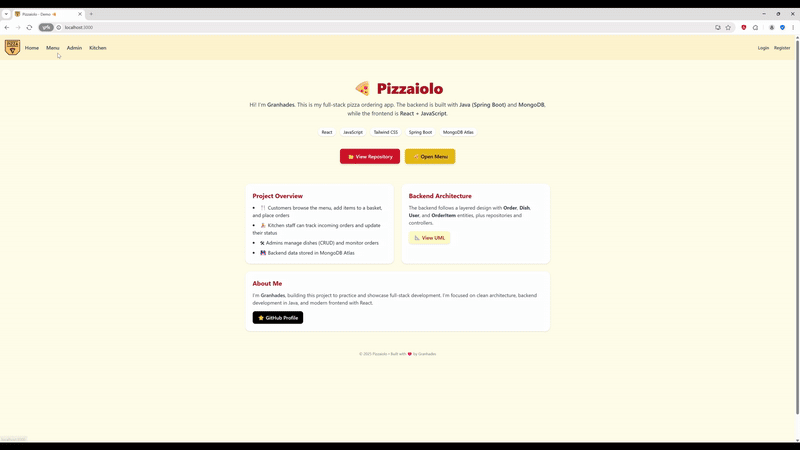 Pizzaiolo - Demo
localhost:3000
PIZZA
Home Menu Admin Kitchen
Login Register
Pizzaiolo
Hi! I'm Granhades. This is my full-stack pizza ordering app. The backend is built with Java (Spring Boot) and MongoDB,
while the frontend is React + JavaScript.
React JavaScript Tailwind CSS Spring Boot MongoDB Atlas
View Repository Open Menu
Project Overview
Customers browse the menu, add items to a basket,
and place orders
Kitchen staff can track incoming orders and update
their status
Admins manage dishes (CRUD) and monitor orders
Backend data stored in MongoDB Atlas
Backend Architecture
The backend follows a layered design with Order, Dish,
User, and OrderItem entities, plus repositories and
controllers.
View UML
About Me
I'm Granhades, building this project to practice and showcase full-stack development. I'm focused on clean architecture, backend
development in Java, and modern frontend with React.
GitHub Profile
© 2025 Pizzaiolo • Built with ❤️ by Granhades